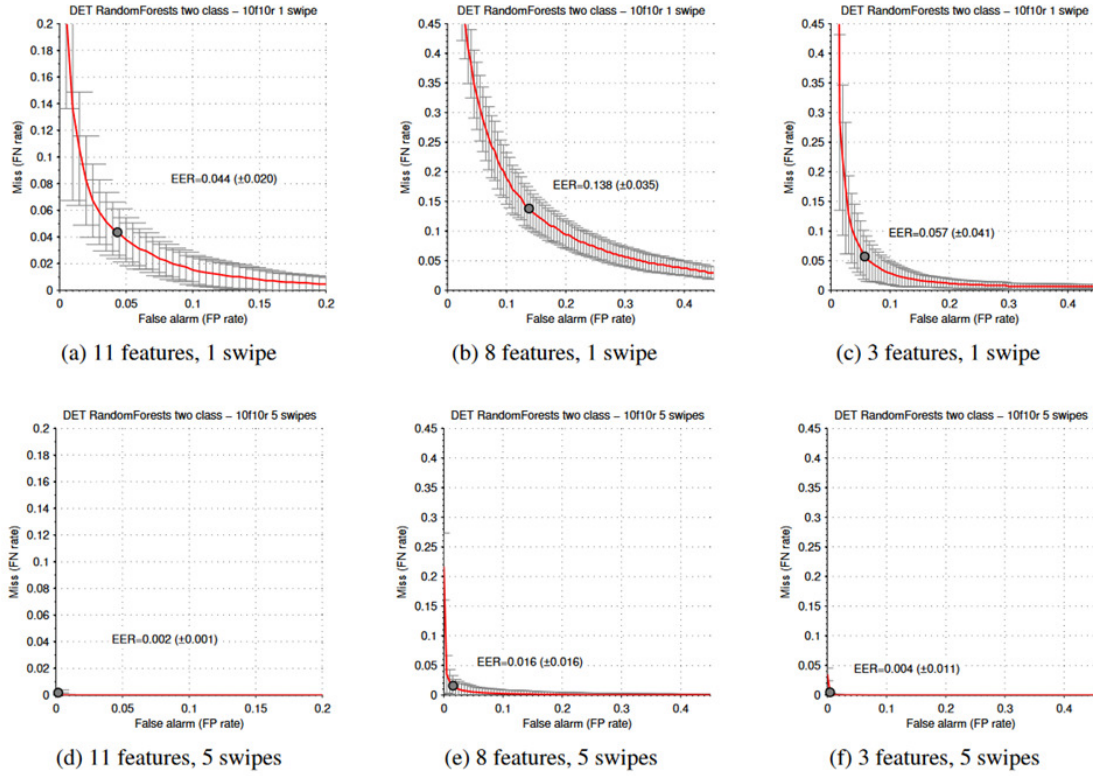 DET RandomForests two class – 10f10r 1 swipe
0.2
0.18
0.16
0.14
0.12
0.1
0.08
0.06
0.04
0.02
0
Miss (FN rate)
EER=0.044 (±0.020)
0 0.05 0.1 0.15 0.2
False alarm (FP rate)
(a) 11 features, 1 swipe
DET RandomForests two class – 10f10r 1 swipe
0.45
0.4
0.35
0.3
0.25
0.2
0.15
0.1
0.05
0
Miss (FN rate)
EER=0.138 (±0.035)
0 0.1 0.2 0.3 0.4
False alarm (FP rate)
(b) 8 features, 1 swipe
DET RandomForests two class – 10f10r 1 swipe
0.45
0.4
0.35
0.3
0.25
0.2
0.15
0.1
0.05
0
Miss (FN rate)
EER=0.057 (±0.041)
0 0.1 0.2 0.3 0.4
False alarm (FP rate)
(c) 3 features, 1 swipe
DET RandomForests two class – 10f10r 5 swipes
0.2
0.18
0.16
0.14
0.12
0.1
0.08
0.06
0.04
0.02
0
Miss (FN rate)
EER=0.002 (±0.001)
0 0.05 0.1 0.15 0.2
False alarm (FP rate)
(d) 11 features, 5 swipes
DET RandomForests two class – 10f10r 5 swipes
0.45
0.4
0.35
0.3
0.25
0.2
0.15
0.1
0.05
0
Miss (FN rate)
EER=0.016 (±0.016)
0 0.1 0.2 0.3 0.4
False alarm (FP rate)
(e) 8 features, 5 swipes
DET RandomForests two class – 10f10r 5 swipes
0.45
0.4
0.35
0.3
0.25
0.2
0.15
0.1
0.05
0
Miss (FN rate)
EER=0.004 (±0.011)
0 0.1 0.2 0.3 0.4
False alarm (FP rate)
(f) 3 features, 5 swipes